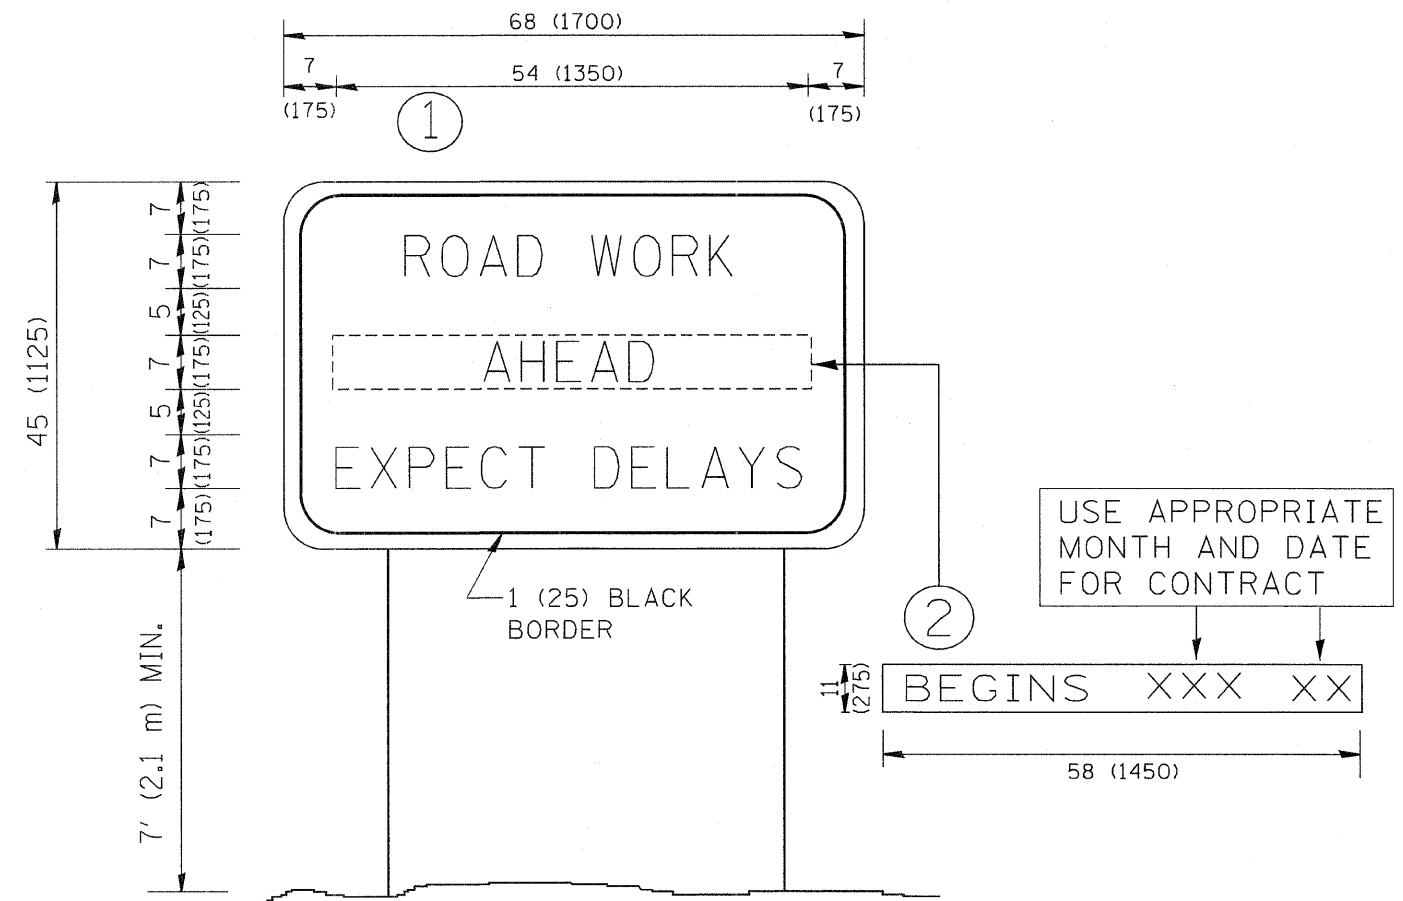 68 (1700)
7
54 (1350)
7
(175)
(175)
1
45 (1125)
7
(175)
7
(175)
5
(125)
7
(175)
5
(125)
7
(175)
7
(175)
ROAD WORK
AHEAD
EXPECT DELAYS
1 (25) BLACK
BORDER
7' (2.1 m) MIN.
USE APPROPRIATE
MONTH AND DATE
FOR CONTRACT
2
11
(275)
BEGINS XXX XX
58 (1450)